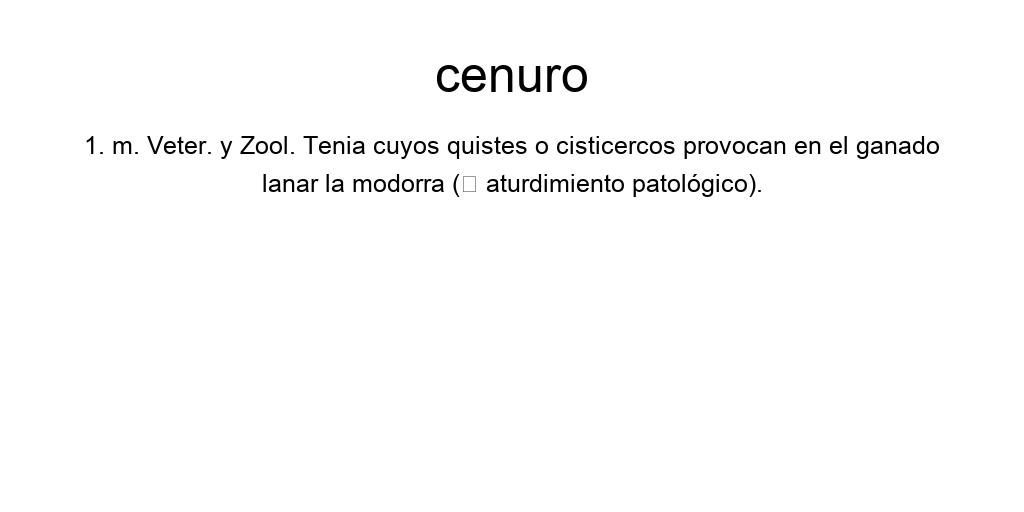 cenuro
1. m. Veter. y Zool. Tenia cuyos quistes o cisticercos provocan en el ganado
lanar la modorra (▯ aturdimiento patológico).